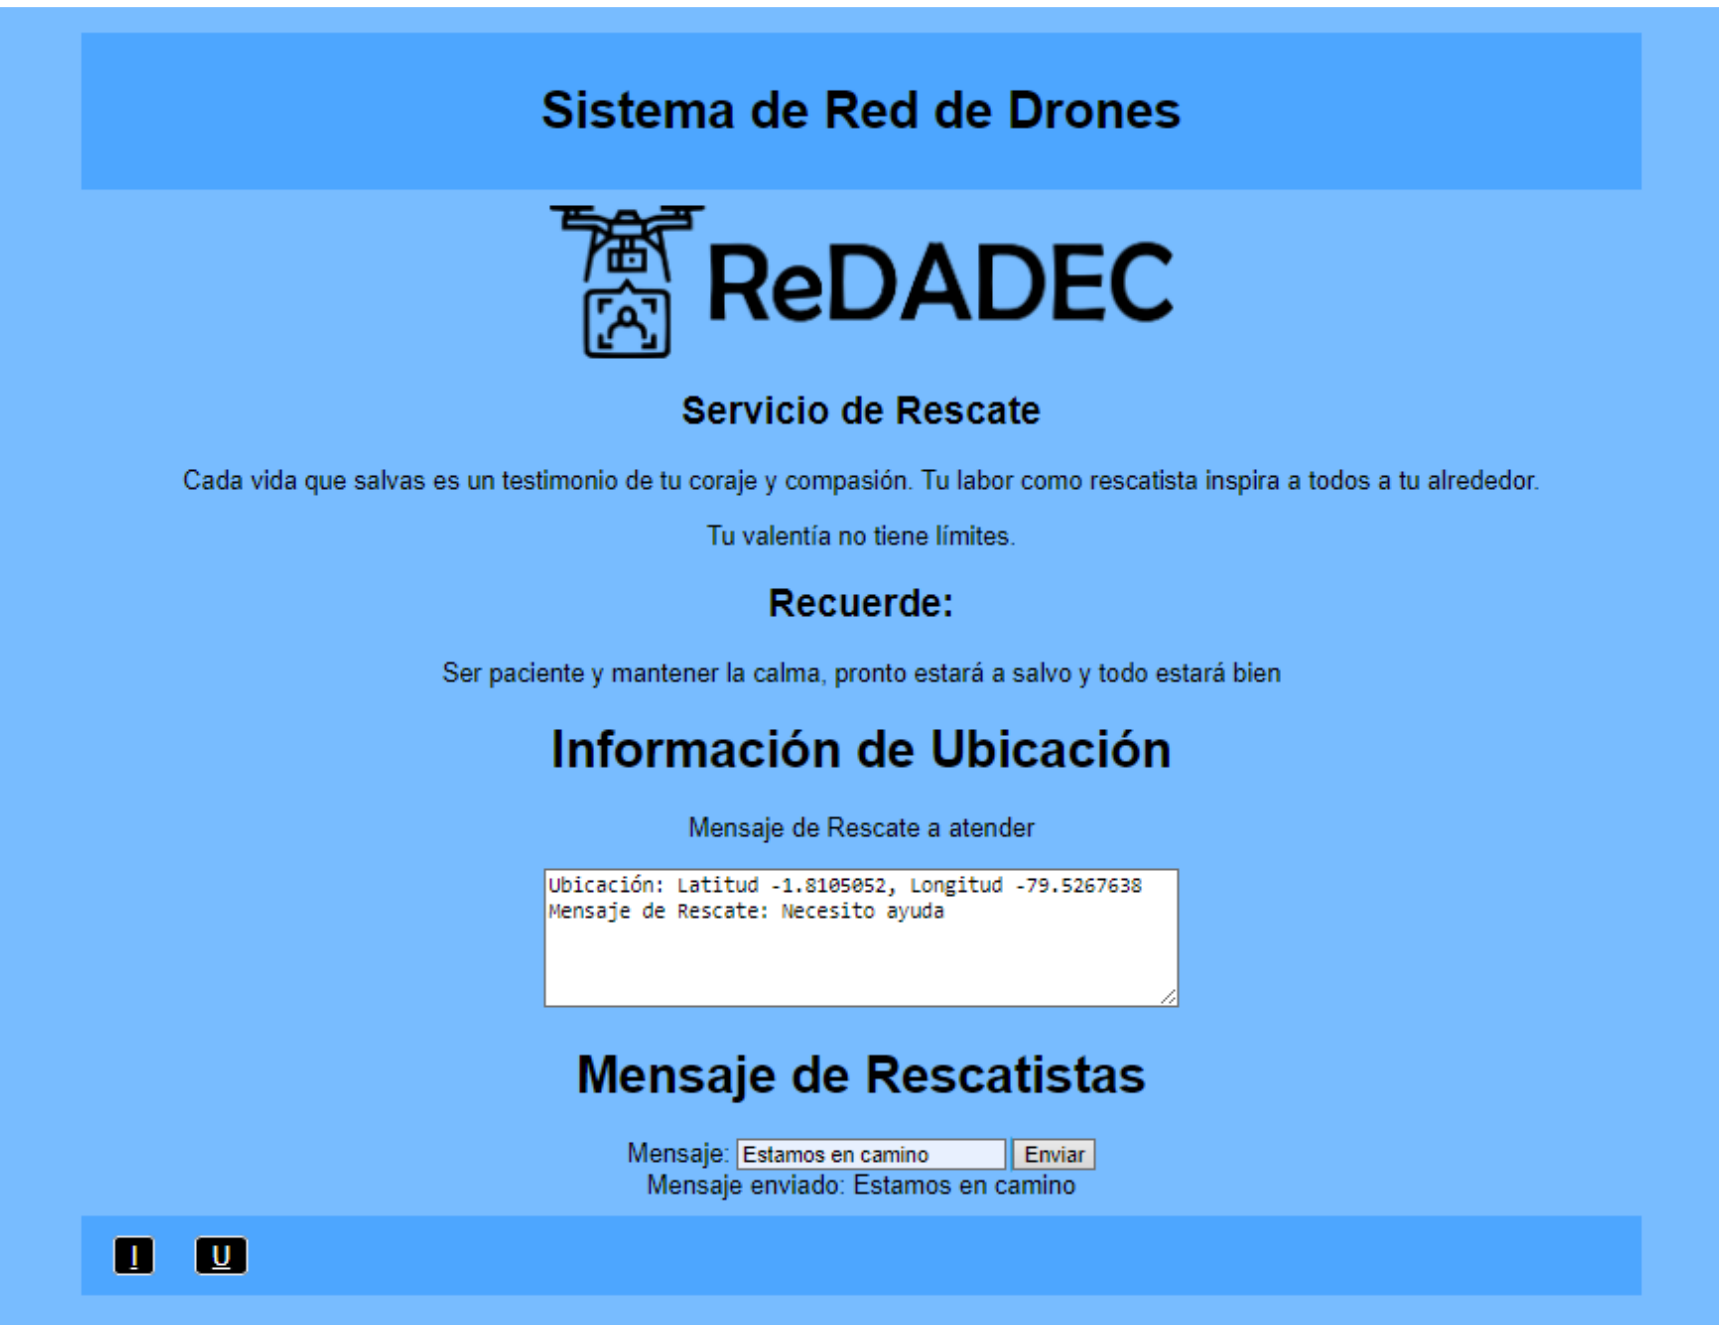 Sistema de Red de Drones
ReDADEC
Servicio de Rescate
Cada vida que salvas es un testimonio de tu coraje y compasión. Tu labor como rescatista inspira a todos a tu alrededor.
Tu valentía no tiene límites.
Recuerde:
Ser paciente y mantener la calma, pronto estará a salvo y todo estará bien
Información de Ubicación
Mensaje de Rescate a atender
Ubicación: Latitud -1.8105052, Longitud -79.5267638
Mensaje de Rescate: Necesito ayuda
Mensaje de Rescatistas
Mensaje: Estamos en camino Enviar
Mensaje enviado: Estamos en camino
I U